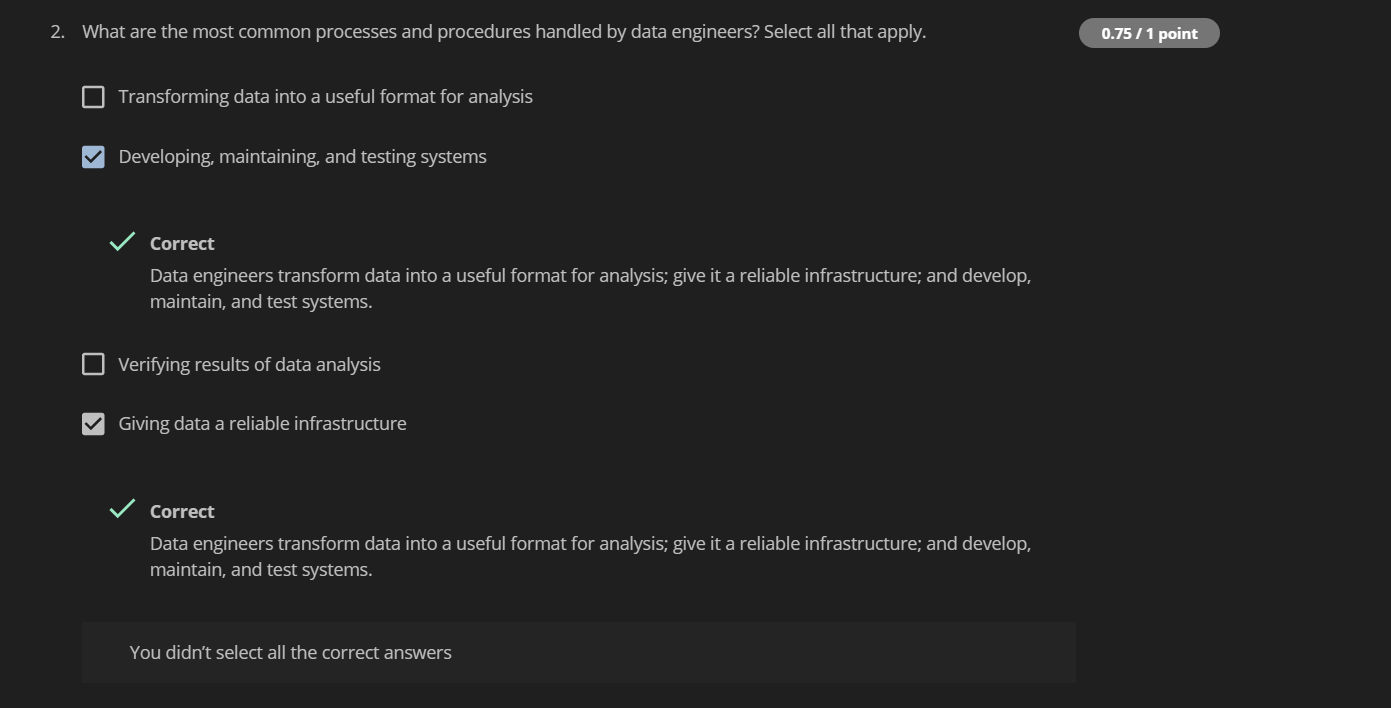 2. What are the most common processes and procedures handled by data engineers? Select all that apply.
0.75 / 1 point
Transforming data into a useful format for analysis
Developing, maintaining, and testing systems
Correct
Data engineers transform data into a useful format for analysis; give it a reliable infrastructure; and develop,
maintain, and test systems.
Verifying results of data analysis
Giving data a reliable infrastructure
Correct
Data engineers transform data into a useful format for analysis; give it a reliable infrastructure; and develop,
maintain, and test systems.
You didn’t select all the correct answers